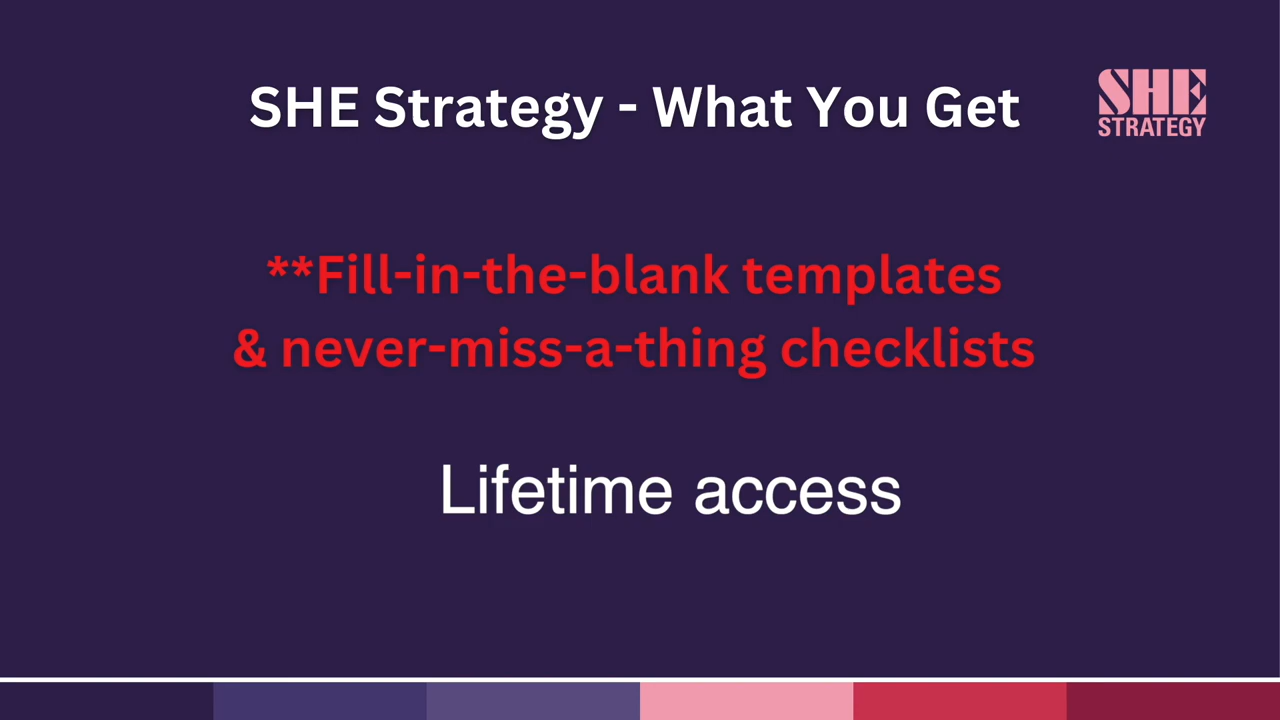 SHE Strategy - What You Get
SHE
STRATEGY
**Fill-in-the-blank templates
& never-miss-a-thing checklists
Lifetime access